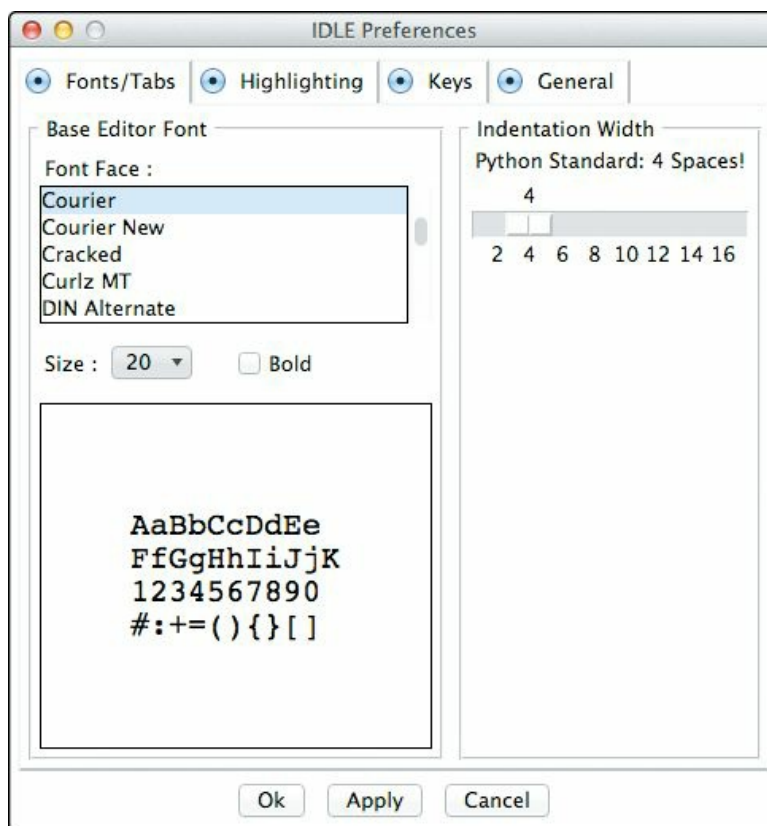 IDLE Preferences
Fonts/Tabs Highlighting Keys General
Base Editor Font
Font Face :
Courier
Courier New
Cracked
Curlz MT
DIN Alternate
Size : 20 Bold
AaBbCcDdEe
FfGgHhIiJjK
1234567890
#:+=(){}[]
Indentation Width
Python Standard: 4 Spaces!
4
2 4 6 8 10 12 14 16
Ok Apply Cancel